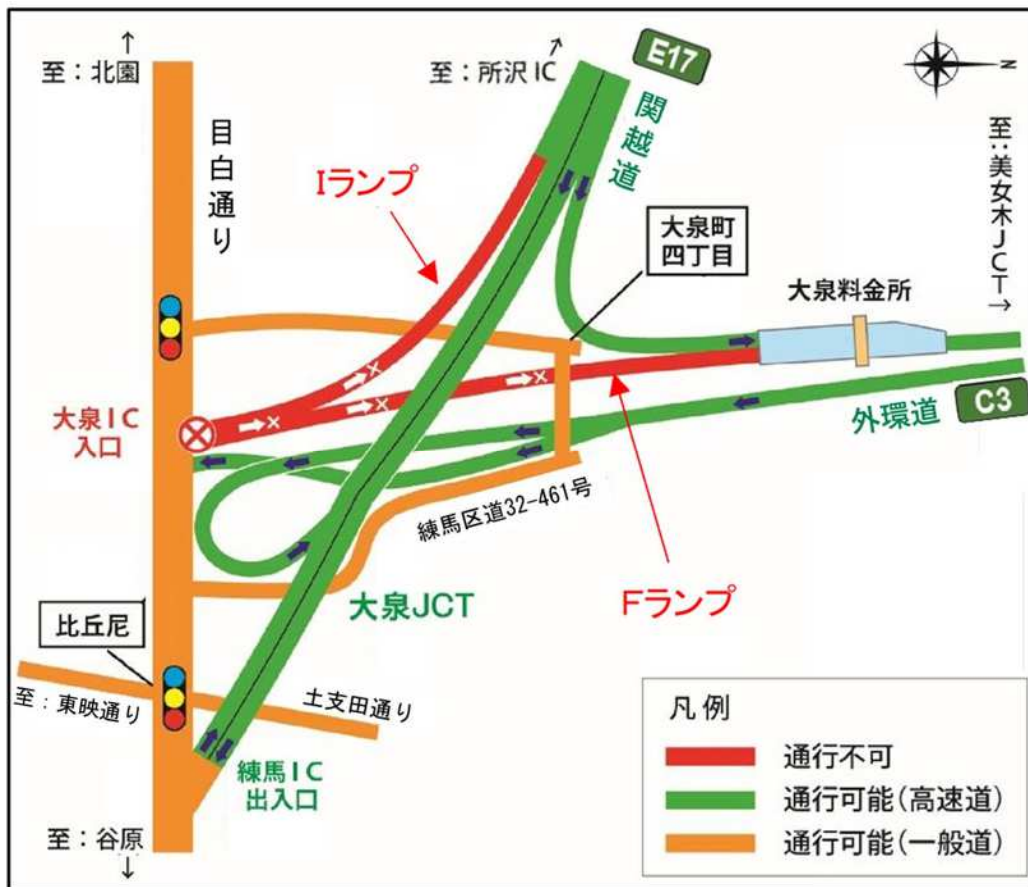 ↑
至：北園
目白通り
至：所沢IC
E17
関越道
N
至：美女木JCT→
Iランプ
大泉町
四丁目
大泉料金所
大泉IC
入口
外環道
C3
練馬区道32-461号
大泉JCT
Fランプ
比丘尼
至：東映通り
土支田通り
練馬IC
出入口
至：谷原
↓
凡例
通行不可
通行可能(高速道)
通行可能(一般道)